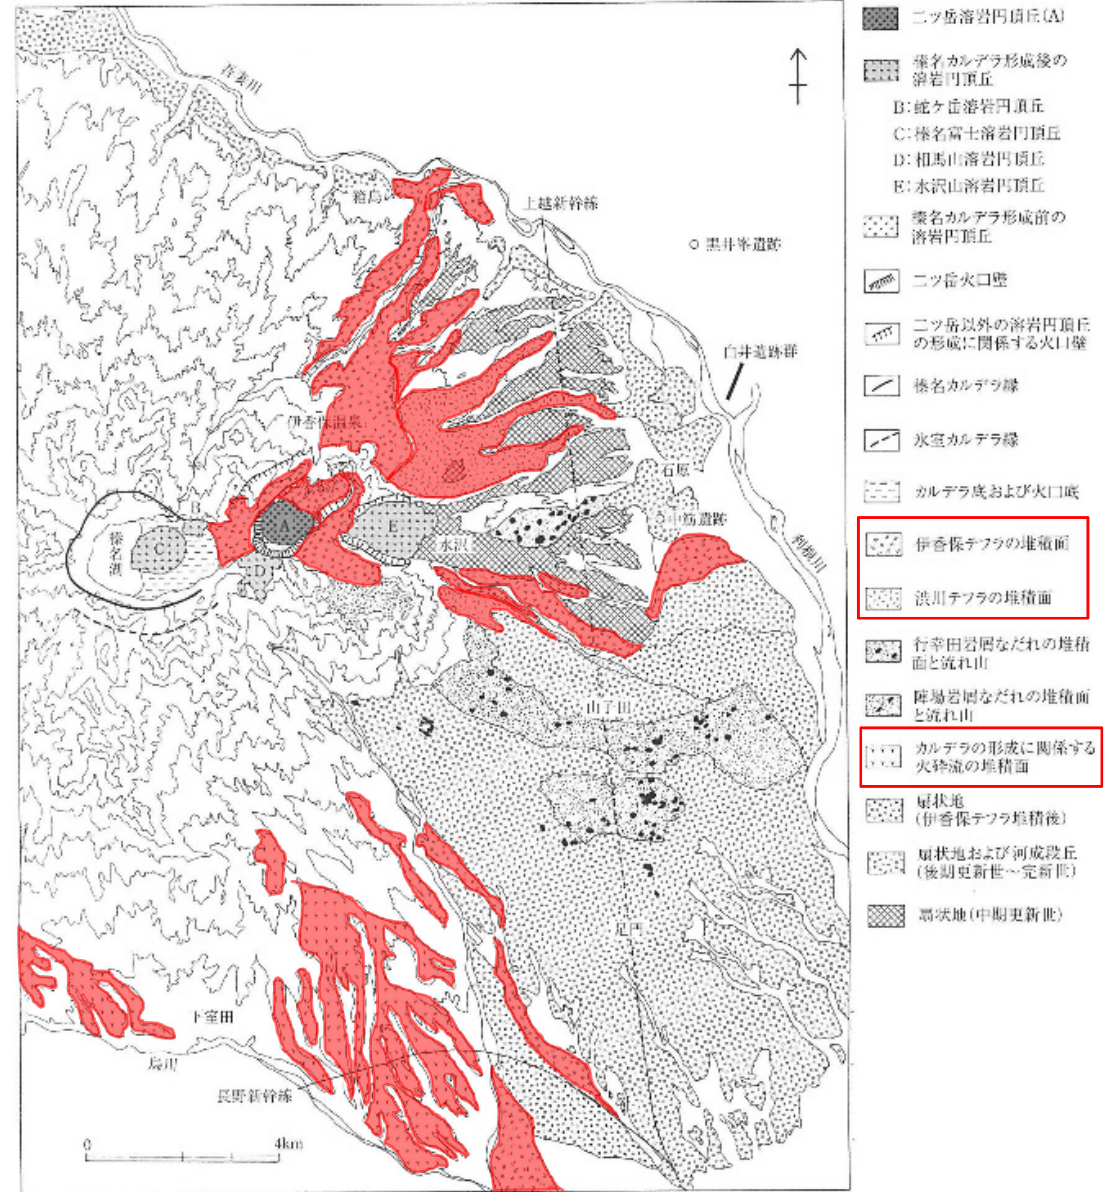 吾妻川
箱島
上越新幹線
黒井峯遺跡
白井遺跡群
伊香保温泉
石原
中筋遺跡
利根川
水沢
榛名湖
A
B
C
D
E
山子田
足門
下室田
烏川
長野新幹線
0
4km
二ツ岳溶岩円頂丘(A)
榛名カルデラ形成後の
溶岩円頂丘
B:蛇ケ岳溶岩円頂丘
C:榛名富士溶岩円頂丘
D:相馬山溶岩円頂丘
E:水沢山溶岩円頂丘
榛名カルデラ形成前の
溶岩円頂丘
二ツ岳火口壁
二ツ岳以外の溶岩円頂丘
の形成に関係する火口壁
榛名カルデラ縁
氷室カルデラ縁
カルデラ底および火口底
伊香保テフラの堆積面
渋川テフラの堆積面
行幸田岩屑なだれの堆積
面と流れ山
陣場岩屑なだれの堆積面
と流れ山
カルデラの形成に関係する
火砕流の堆積面
扇状地
(伊香保テフラ堆積後)
扇状地および河成段丘
(後期更新世〜完新世)
扇状地(中期更新世)